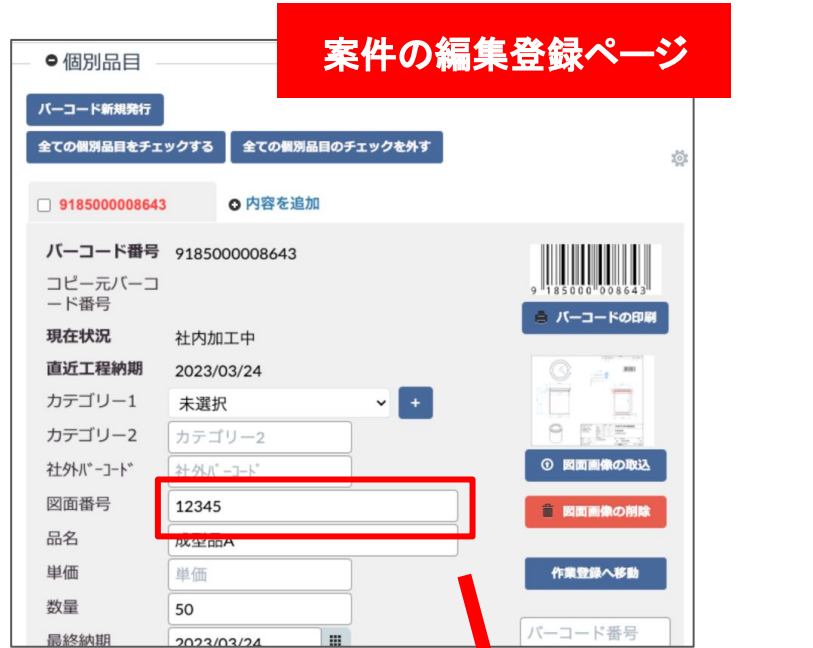 案件の編集登録ページ
個別品目
バーコード新規発行
全ての個別品目をチェックする 全ての個別品目のチェックを外す
9185000008643 内容を追加
バーコード番号 9185000008643
コピー元バーコ
ード番号
9 185000 008643
バーコードの印刷
現在状況 社内加工中
直近工程納期 2023/03/24
カテゴリー1 未選択 +
カテゴリー2 カテゴリー2
社外バーコード 社外バーコード
図面画像の取込
図面番号 12345
図面画像の削除
品名 成型品A
単価 単価
作業登録へ移動
数量 50
バーコード番号
最終納期 2023/03/24